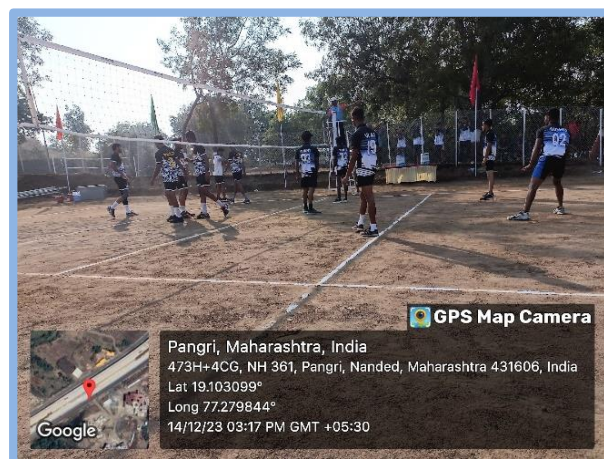 02
GPS Map Camera
Pangri, Maharashtra, India
473H+4CG, NH 361, Pangri, Nanded, Maharashtra 431606, India
Lat 19.103099°
Long 77.279844°
14/12/23 03:17 PM GMT +05:30
Google